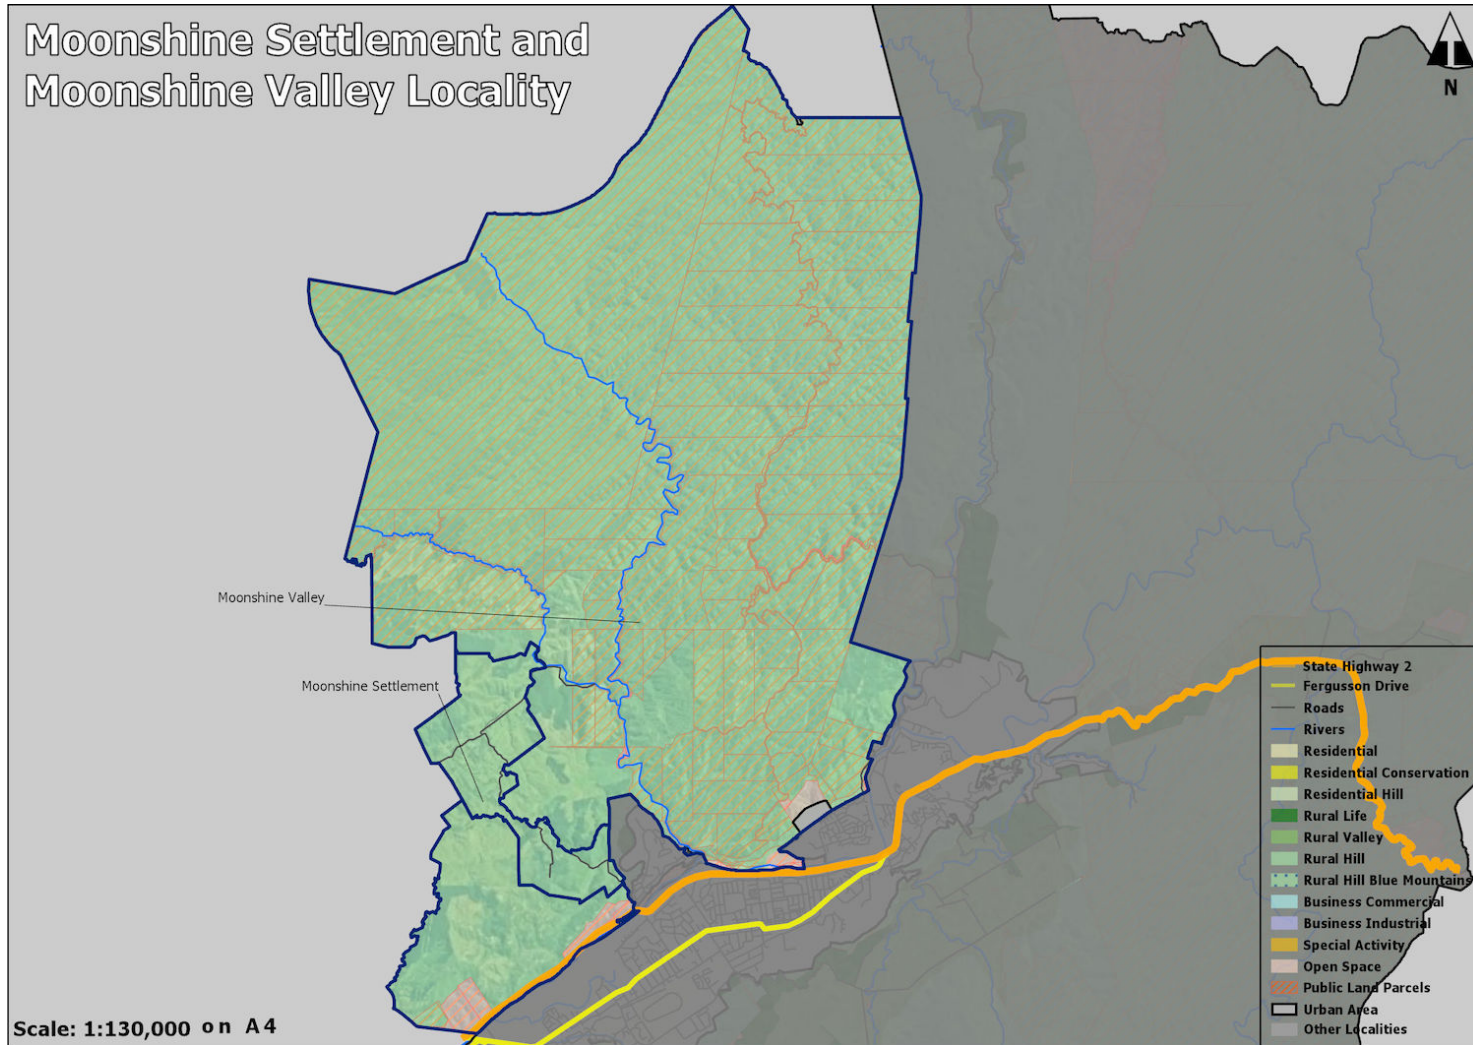 Moonshine Settlement and
Moonshine Valley Locality
N
Moonshine Valley
Moonshine Settlement
State Highway 2
Fergusson Drive
Roads
Rivers
Residential
Residential Conservation
Residential Hill
Rural Life
Rural Valley
Rural Hill
Rural Hill Blue Mountains
Business Commercial
Business Industrial
Special Activity
Open Space
Public Land Parcels
Urban Area
Other Localities
Scale: 1:130,000 on A4